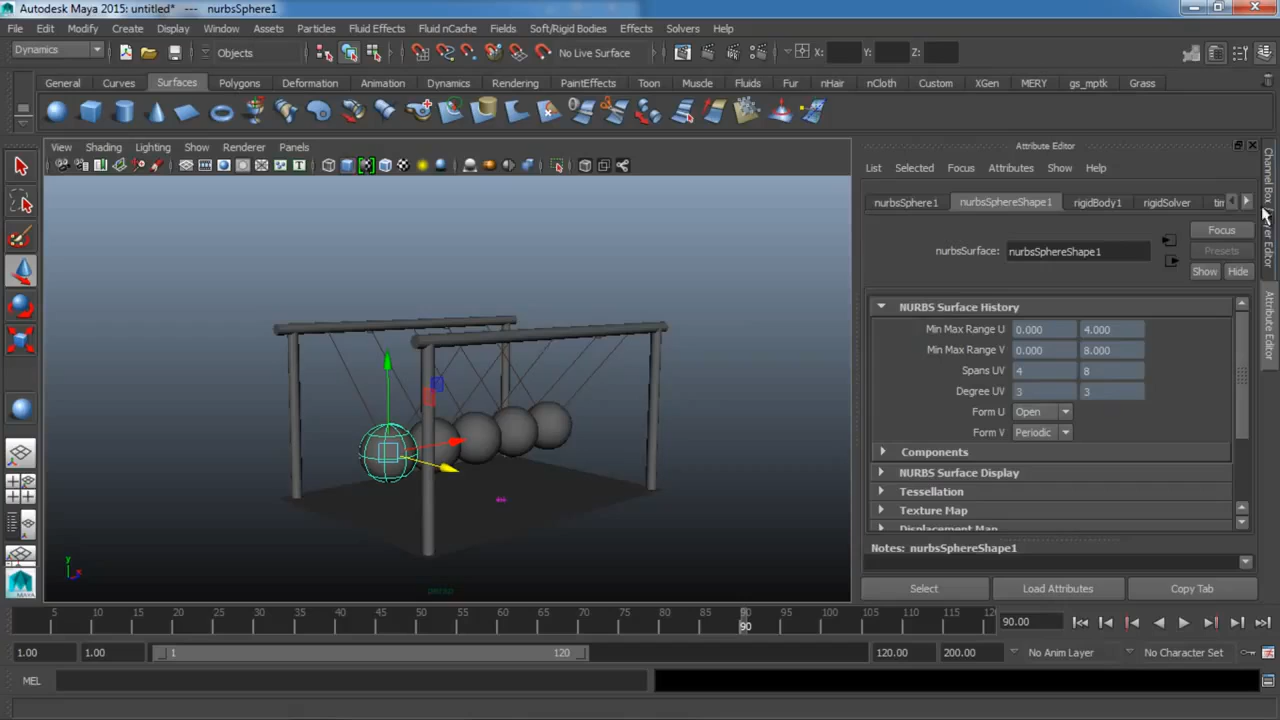 Autodesk Maya 2015: untitled* --- nurbsSphere1
File Edit Modify Create Display Window Assets Particles Fluid Effects Fluid nCache Fields Soft/Rigid Bodies Effects Solvers Muscle Help
Dynamics Objects No Live Surface X: Y: Z:
General Curves Surfaces Polygons Deformation Animation Dynamics Rendering PaintEffects Toon Muscle Fluids Fur nHair nCloth Custom XGen MERY gs_mptk Grass
View Shading Lighting Show Renderer Panels
Attribute Editor
List Selected Focus Attributes Show Help
nurbsSphere1 nurbsSphereShape1 rigidBody1 rigidSolver tin
Focus
nurbsSurface: nurbsSphereShape1
Presets
Show Hide
NURBS Surface History
Min Max Range U 0.000 4.000
Min Max Range V 0.000 8.000
Spans UV 4 8
Degree UV 3 3
Form U Open
Form V Periodic
Components
NURBS Surface Display
Tessellation
Texture Map
Displacement Map
Notes: nurbsSphereShape1
Select Load Attributes Copy Tab
Attribute Editor
y
persp
MAYA
5 10 15 20 25 30 35 40 45 50 55 60 65 70 75 80 85 90 95 100 105 110 115 120
90
90.00
1.00 1.00 1 120 120.00 200.00 No Anim Layer No Character Set
MEL